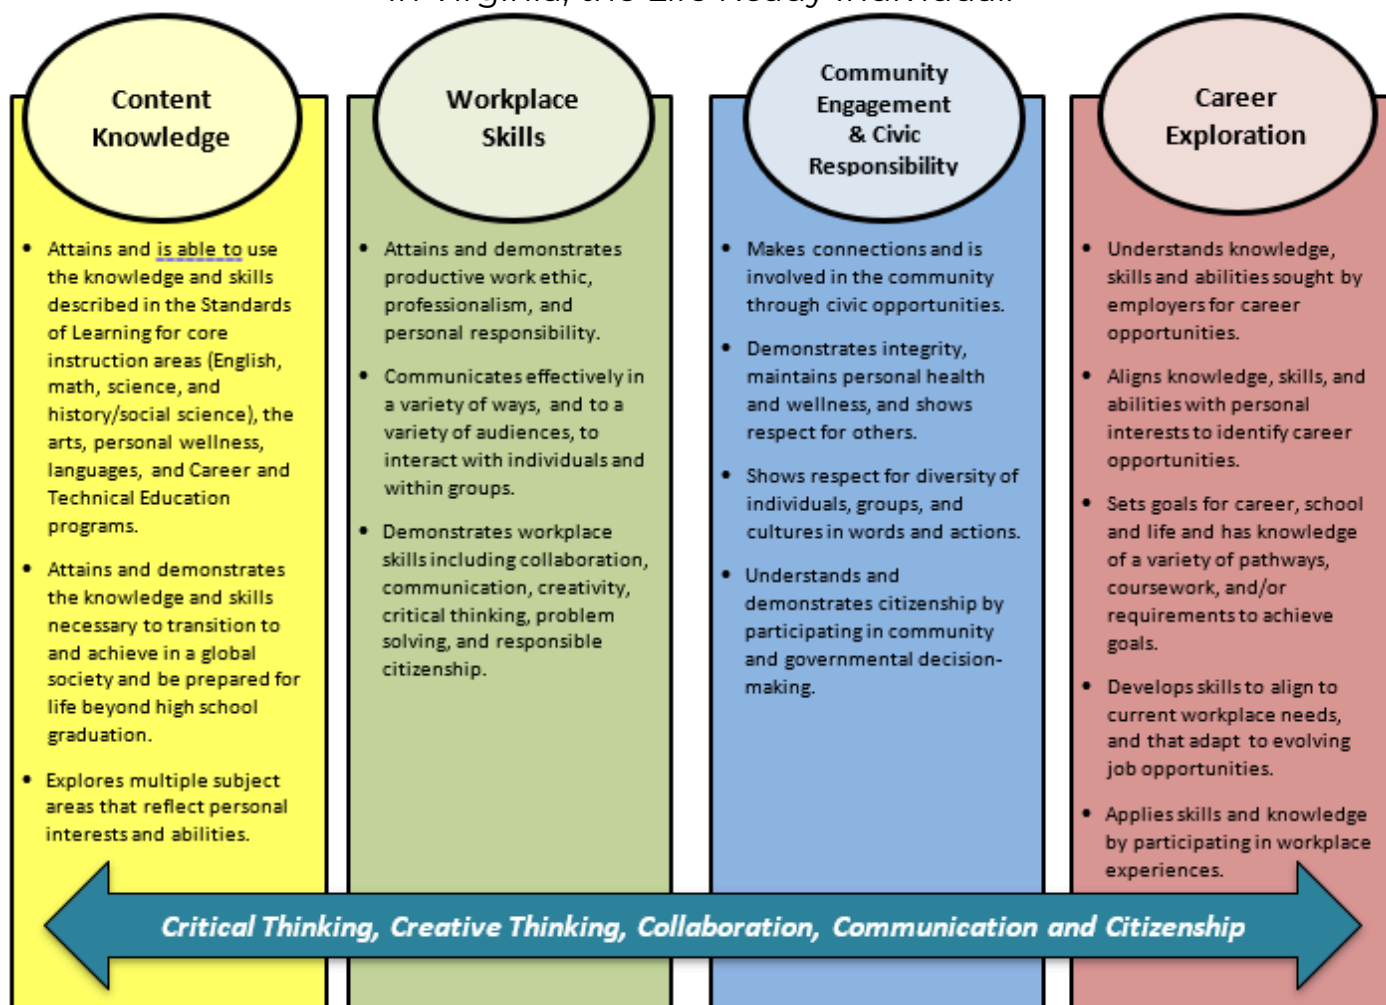 In Virginia, the Life Ready Individual:
Content
Knowledge
• Attains and is able to use
the knowledge and skills
described in the Standards
of Learning for core
instruction areas (English,
math, science, and
history/social science), the
arts, personal wellness,
languages, and Career and
Technical Education
programs.
• Attains and demonstrates
the knowledge and skills
necessary to transition to
and achieve in a global
society and be prepared for
life beyond high school
graduation.
• Explores multiple subject
areas that reflect personal
interests and abilities.
Workplace
Skills
• Attains and demonstrates
productive work ethic,
professionalism, and
personal responsibility.
• Communicates effectively in
a variety of ways, and to a
variety of audiences, to
interact with individuals and
within groups.
• Demonstrates workplace
skills including collaboration,
communication, creativity,
critical thinking, problem
solving, and responsible
citizenship.
Community
Engagement
& Civic
Responsibility
• Makes connections and is
involved in the community
through civic opportunities.
• Demonstrates integrity,
maintains personal health
and wellness, and shows
respect for others.
• Shows respect for diversity of
individuals, groups, and
cultures in words and actions.
• Understands and
demonstrates citizenship by
participating in community
and governmental decision-
making.
Career
Exploration
• Understands knowledge,
skills and abilities sought by
employers for career
opportunities.
• Aligns knowledge, skills, and
abilities with personal
interests to identify career
opportunities.
• Sets goals for career, school
and life and has knowledge
of a variety of pathways,
coursework, and/or
requirements to achieve
goals.
• Develops skills to align to
current workplace needs,
and that adapt to evolving
job opportunities.
• Applies skills and knowledge
by participating in workplace
experiences.
Critical Thinking, Creative Thinking, Collaboration, Communication and Citizenship